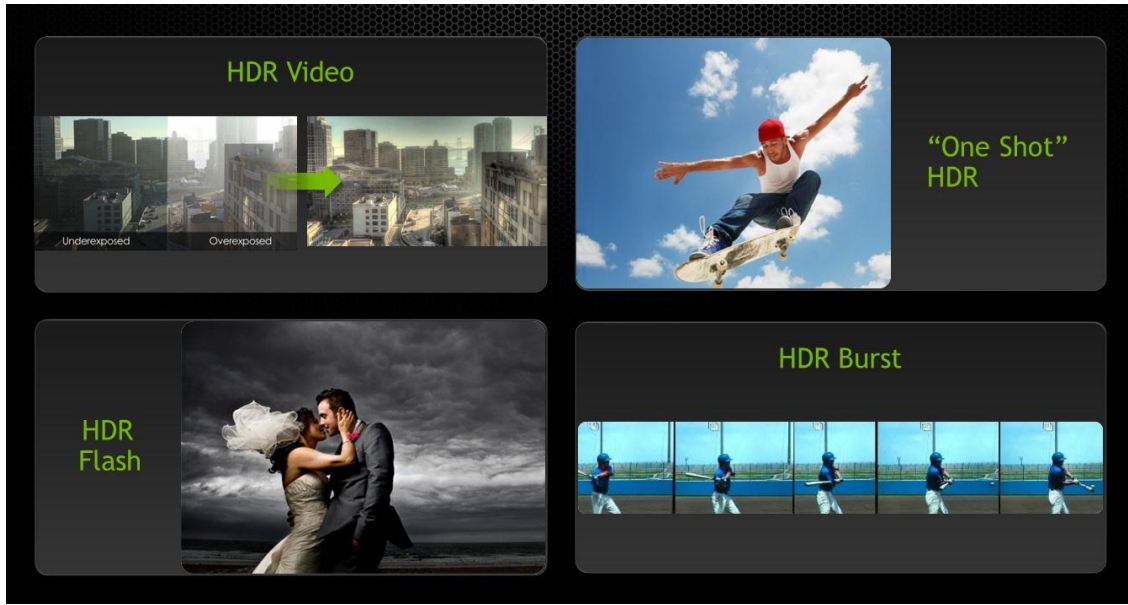 HDR Video
Underexposed
Overexposed
“One Shot”
HDR
HDR
Flash
HDR Burst